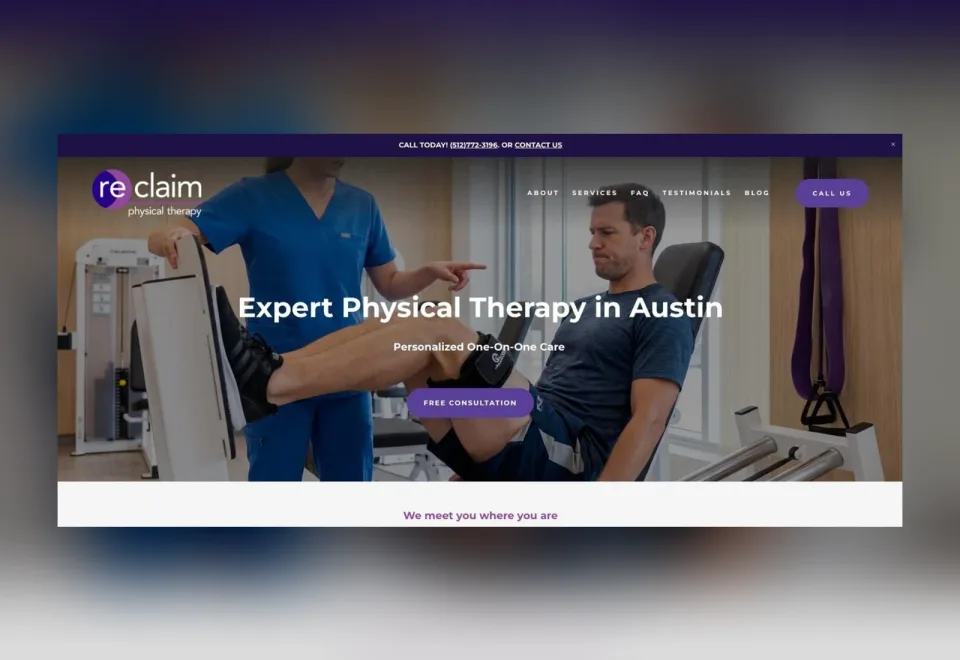 CALL TODAY! (512)772-3196. OR CONTACT US
×
re claim
physical therapy
ABOUT SERVICES FAQ TESTIMONIALS BLOG
CALL US
Expert Physical Therapy in Austin
Personalized One-On-One Care
FREE CONSULTATION
We meet you where you are